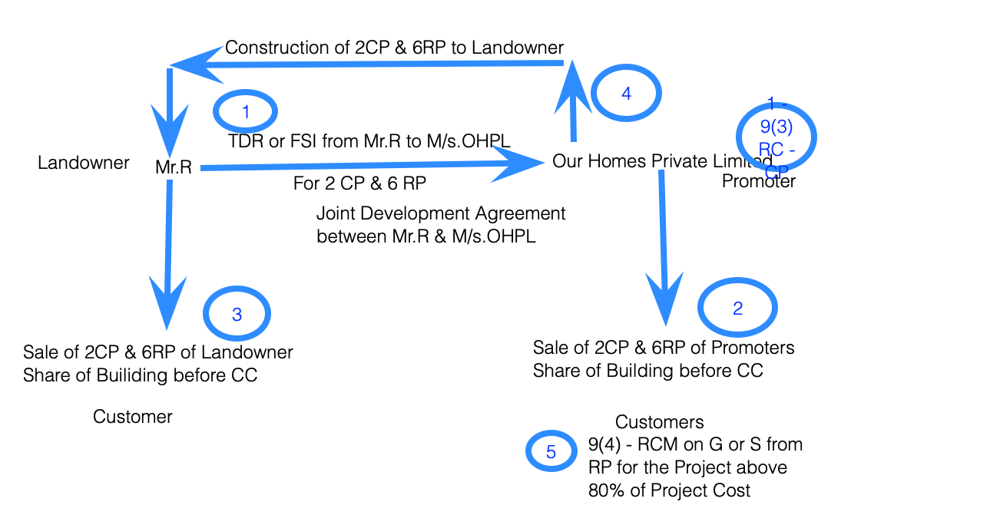 Construction of 2CP & 6RP to Landowner
1
4
TDR or FSI from Mr.R to M/s.OHPL
1 -
9(3)
RC -
CP
Landowner
Mr.R
Our Homes Private Limited
Promoter
For 2 CP & 6 RP
Joint Development Agreement
between Mr.R & M/s.OHPL
3
2
Sale of 2CP & 6RP of Landowner
Share of Builiding before CC
Customer
Sale of 2CP & 6RP of Promoters
Share of Building before CC
Customers
5
9(4) - RCM on G or S from
RP for the Project above
80% of Project Cost